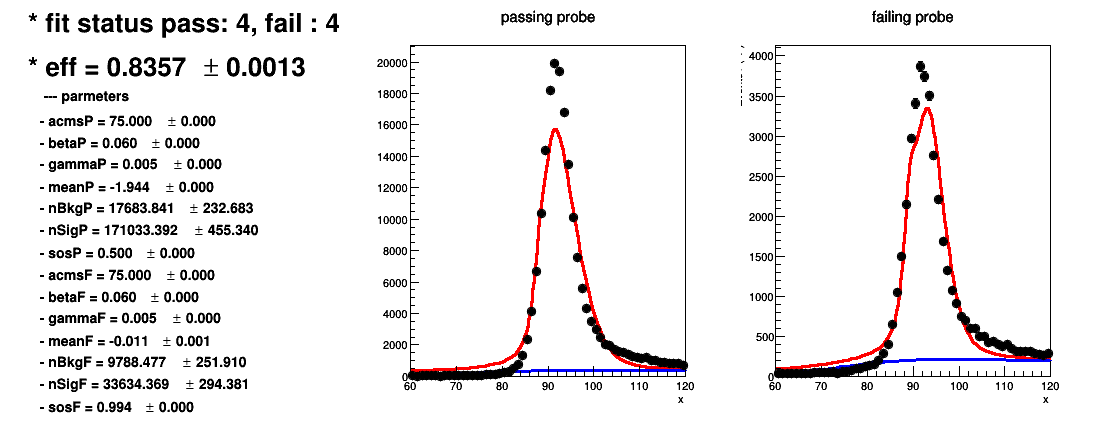 * fit status pass: 4, fail : 4
* eff = 0.8357 ± 0.0013
--- parmeters
- acmsP = 75.000 ± 0.000
- betaP = 0.060 ± 0.000
- gammaP = 0.005 ± 0.000
- meanP = -1.944 ± 0.000
- nBkgP = 17683.841 ± 232.683
- nSigP = 171033.392 ± 455.340
- sosP = 0.500 ± 0.000
- acmsF = 75.000 ± 0.000
- betaF = 0.060 ± 0.000
- gammaF = 0.005 ± 0.000
- meanF = -0.011 ± 0.001
- nBkgF = 9788.477 ± 251.910
- nSigF = 33634.369 ± 294.381
- sosF = 0.994 ± 0.000
passing probe
20000
18000
16000
14000
12000
10000
8000
6000
4000
2000
0
60 70 80 90 100 110 120
x
failing probe
4000
3500
3000
2500
2000
1500
1000
500
0
60 70 80 90 100 110 120
x